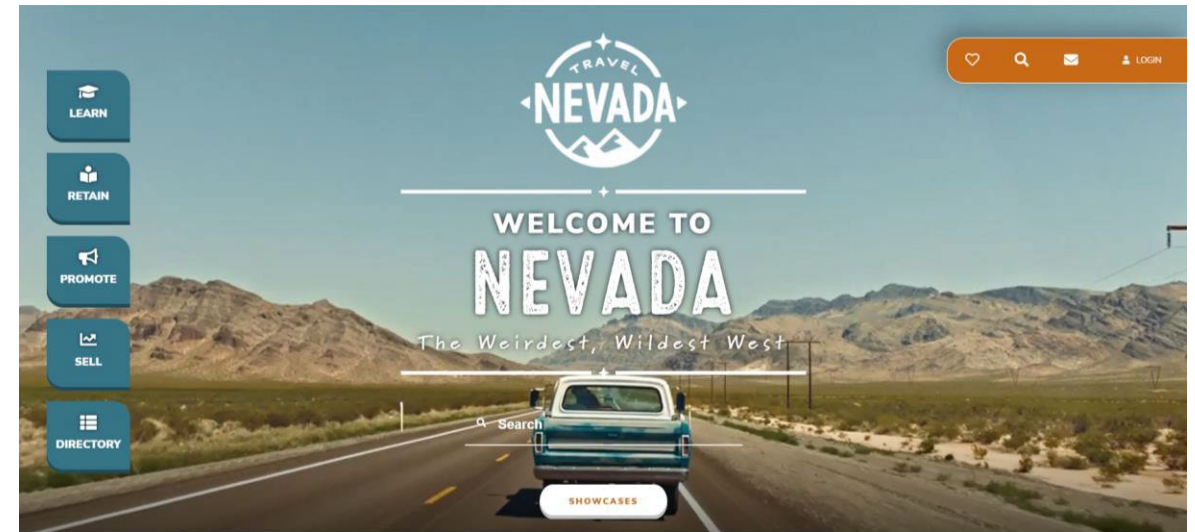 LEARN
RETAIN
PROMOTE
SELL
DIRECTORY
TRAVEL
NEVADA
WELCOME TO
NEVADA
The Weirdest, Wildest West
Search
SHOWCASES
LOGIN